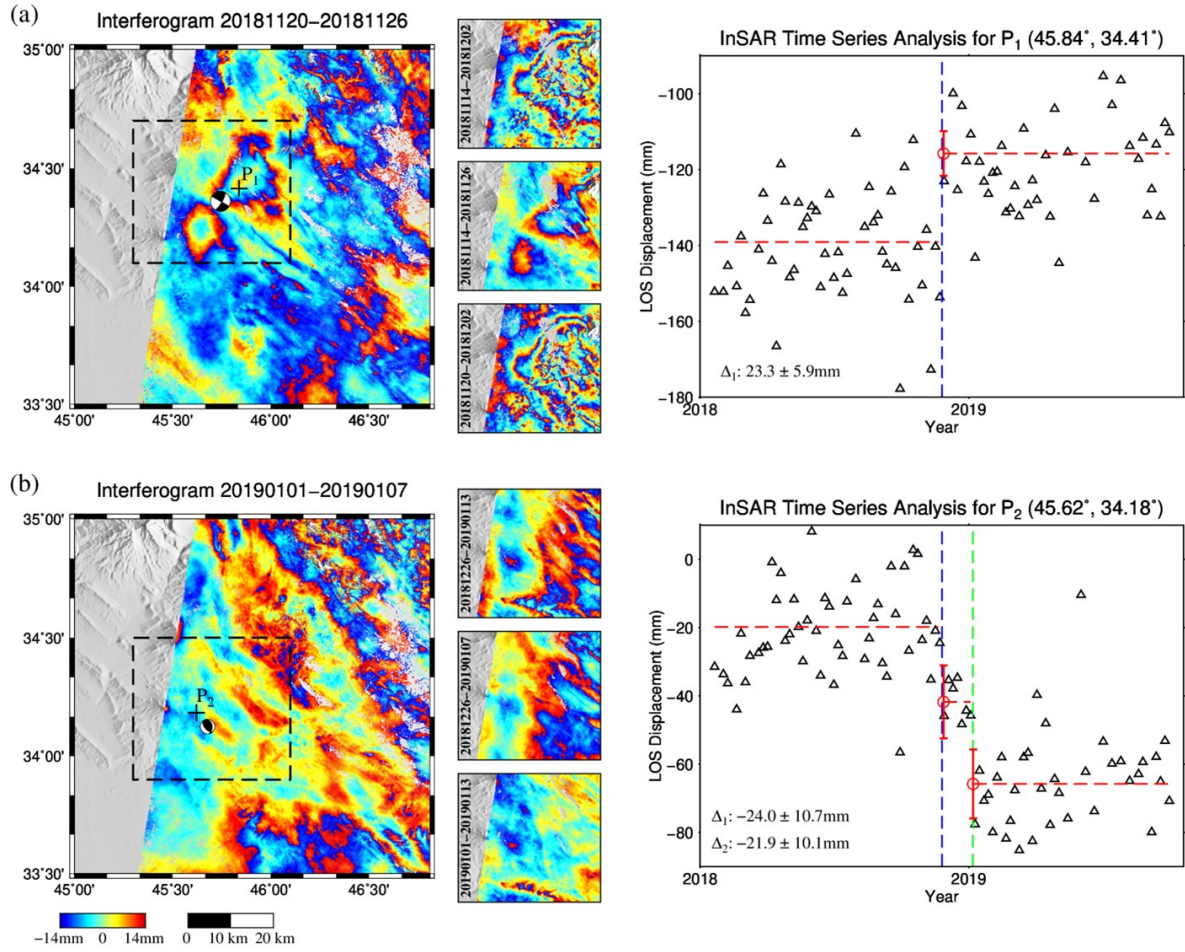 (a)
Interferogram 20181120−20181126
35°00'
34°30'
34°00'
33°30'
45°00'
45°30'
46°00'
46°30'
P1
20181114−20181202
20181114−20181126
20181120−20181202
InSAR Time Series Analysis for P1 (45.84°, 34.41°)
LOS Displacement (mm)
−100
−120
−140
−160
−180
Δ1: 23.3 ± 5.9mm
2018
2019
Year
(b)
Interferogram 20190101−20190107
35°00'
34°30'
34°00'
33°30'
45°00'
45°30'
46°00'
46°30'
P2
20181226−20190113
20181226−20190107
20190101−20190113
InSAR Time Series Analysis for P2 (45.62°, 34.18°)
LOS Displacement (mm)
0
−20
−40
−60
−80
Δ1: −24.0 ± 10.7mm
Δ2: −21.9 ± 10.1mm
2018
2019
Year
−14mm 0 14mm
0 10 km 20 km